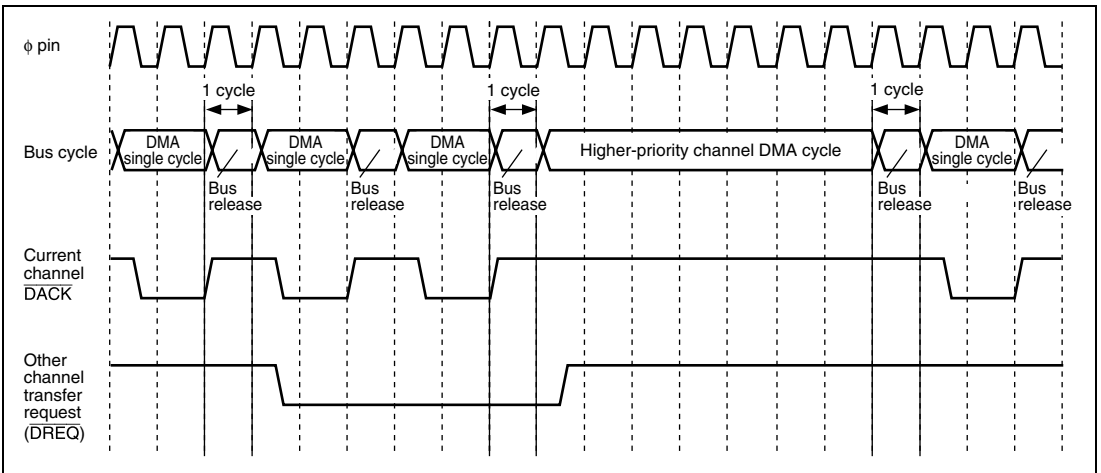 φ pin
1 cycle 1 cycle 1 cycle
Bus cycle
DMA single cycle
DMA single cycle
DMA single cycle
Higher-priority channel DMA cycle
DMA single cycle
Bus release
Bus release
Bus release
Bus release
Bus release
Current
channel
DACK
Other
channel
transfer
request
(DREQ)